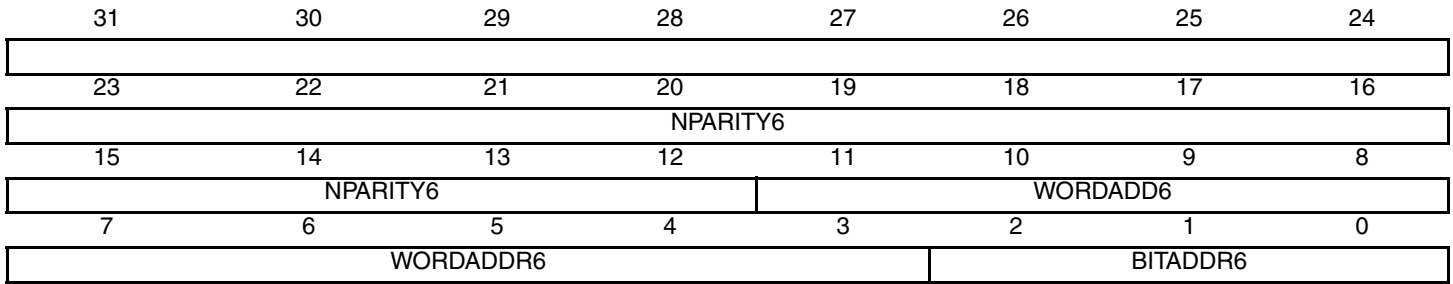 31 30 29 28 27 26 25 24
23 22 21 20 19 18 17 16
NPARITY6
15 14 13 12 11 10 9 8
NPARITY6 WORDADD6
7 6 5 4 3 2 1 0
WORDADDR6 BITADDR6